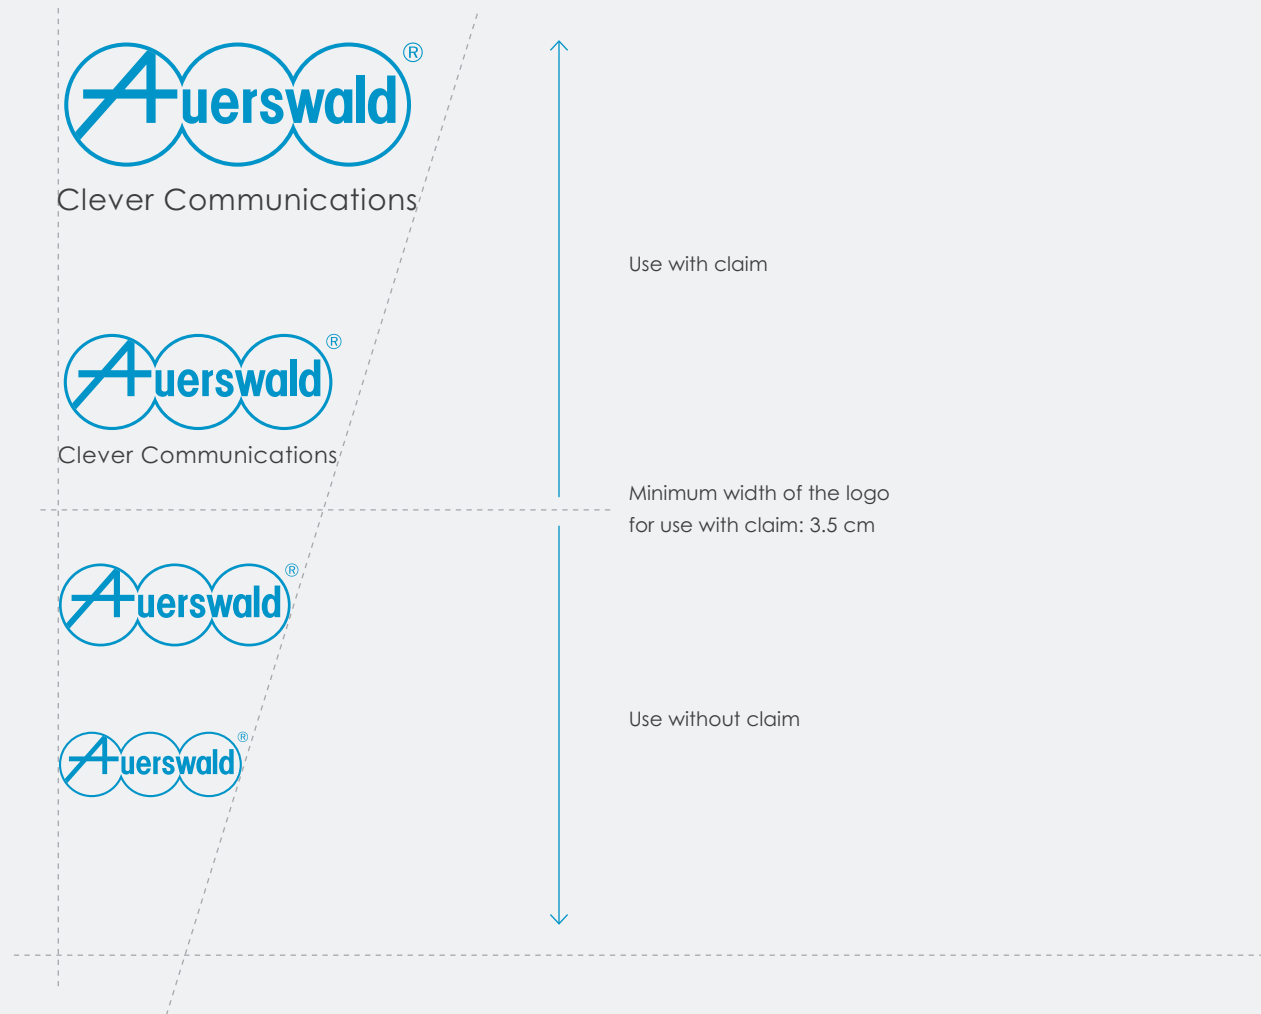 Auerswald®
Clever Communications
Use with claim
Auerswald®
Clever Communications
Minimum width of the logo
for use with claim: 3.5 cm
Auerswald®
Use without claim
Auerswald®